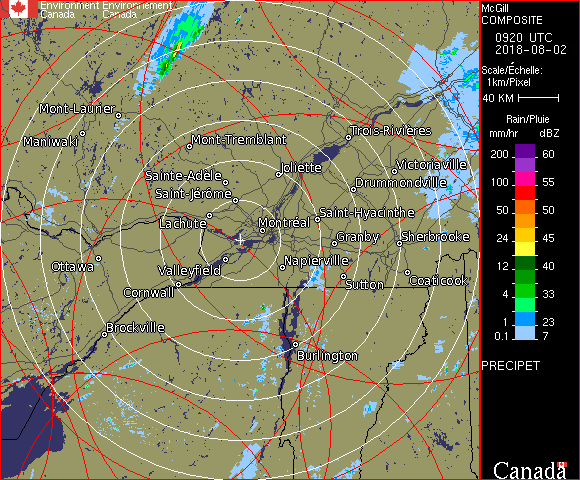 Environment Environnement
Canada Canada
McGill
COMPOSITE
0920 UTC
2018-08-02
Scale/Échelle:
1km/Pixel
40 KM
Rain/Pluie
mm/hr dBZ
200 60
100 55
50 50
24 45
12 40
4 33
0.1 23
7
PRECIPET
Canada
Mont-Laurier
Maniwaki
Mont-Tremblant
Trois-Rivières
Sainte-Adèle
Joliette
Victoriaville
Saint-Jérôme
Drummondville
Lachute
Montréal
Saint-Hyacinthe
Granby
Sherbrooke
Ottawa
Valleyfield
Napierville
Cornwall
Sutton
Coaticook
Brockville
Burlington